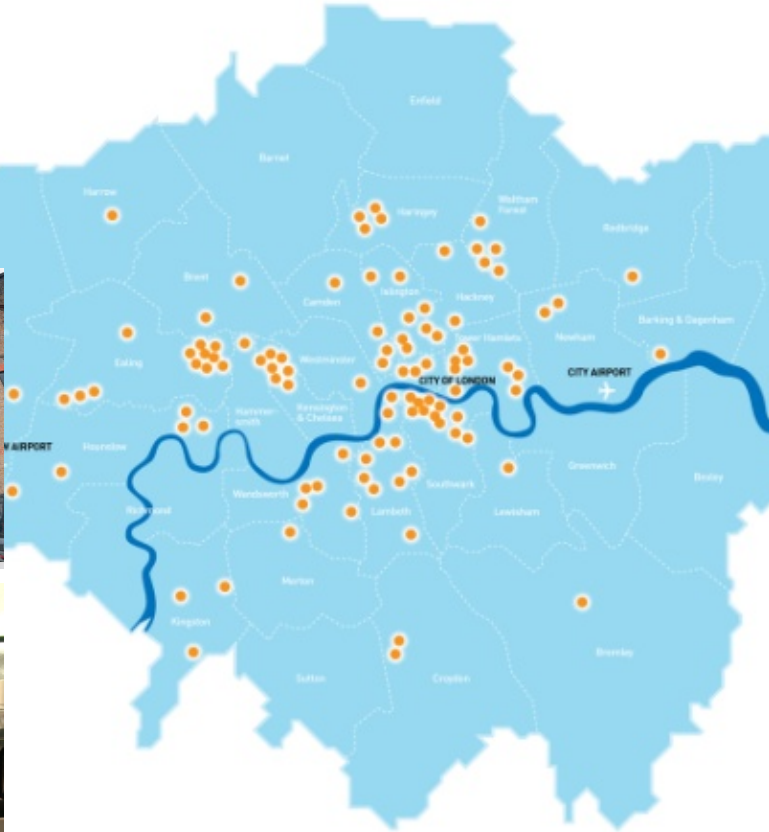 Enfield
Barnet
Harrow
Haringey
Waltham
Forest
Redbridge
Brent
Camden
Islington
Hackney
Barking & Dagenham
Ealing
Westminster
Tower Hamlets
Newham
CITY OF LONDON
CITY AIRPORT
Hammer-
smith
Kensington
& Chelsea
W AIRPORT
Hounslow
Greenwich
Bexley
Wandsworth
Southwark
Richmond
Lambeth
Lewisham
Merton
Kingston
Bromley
Sutton
Croydon